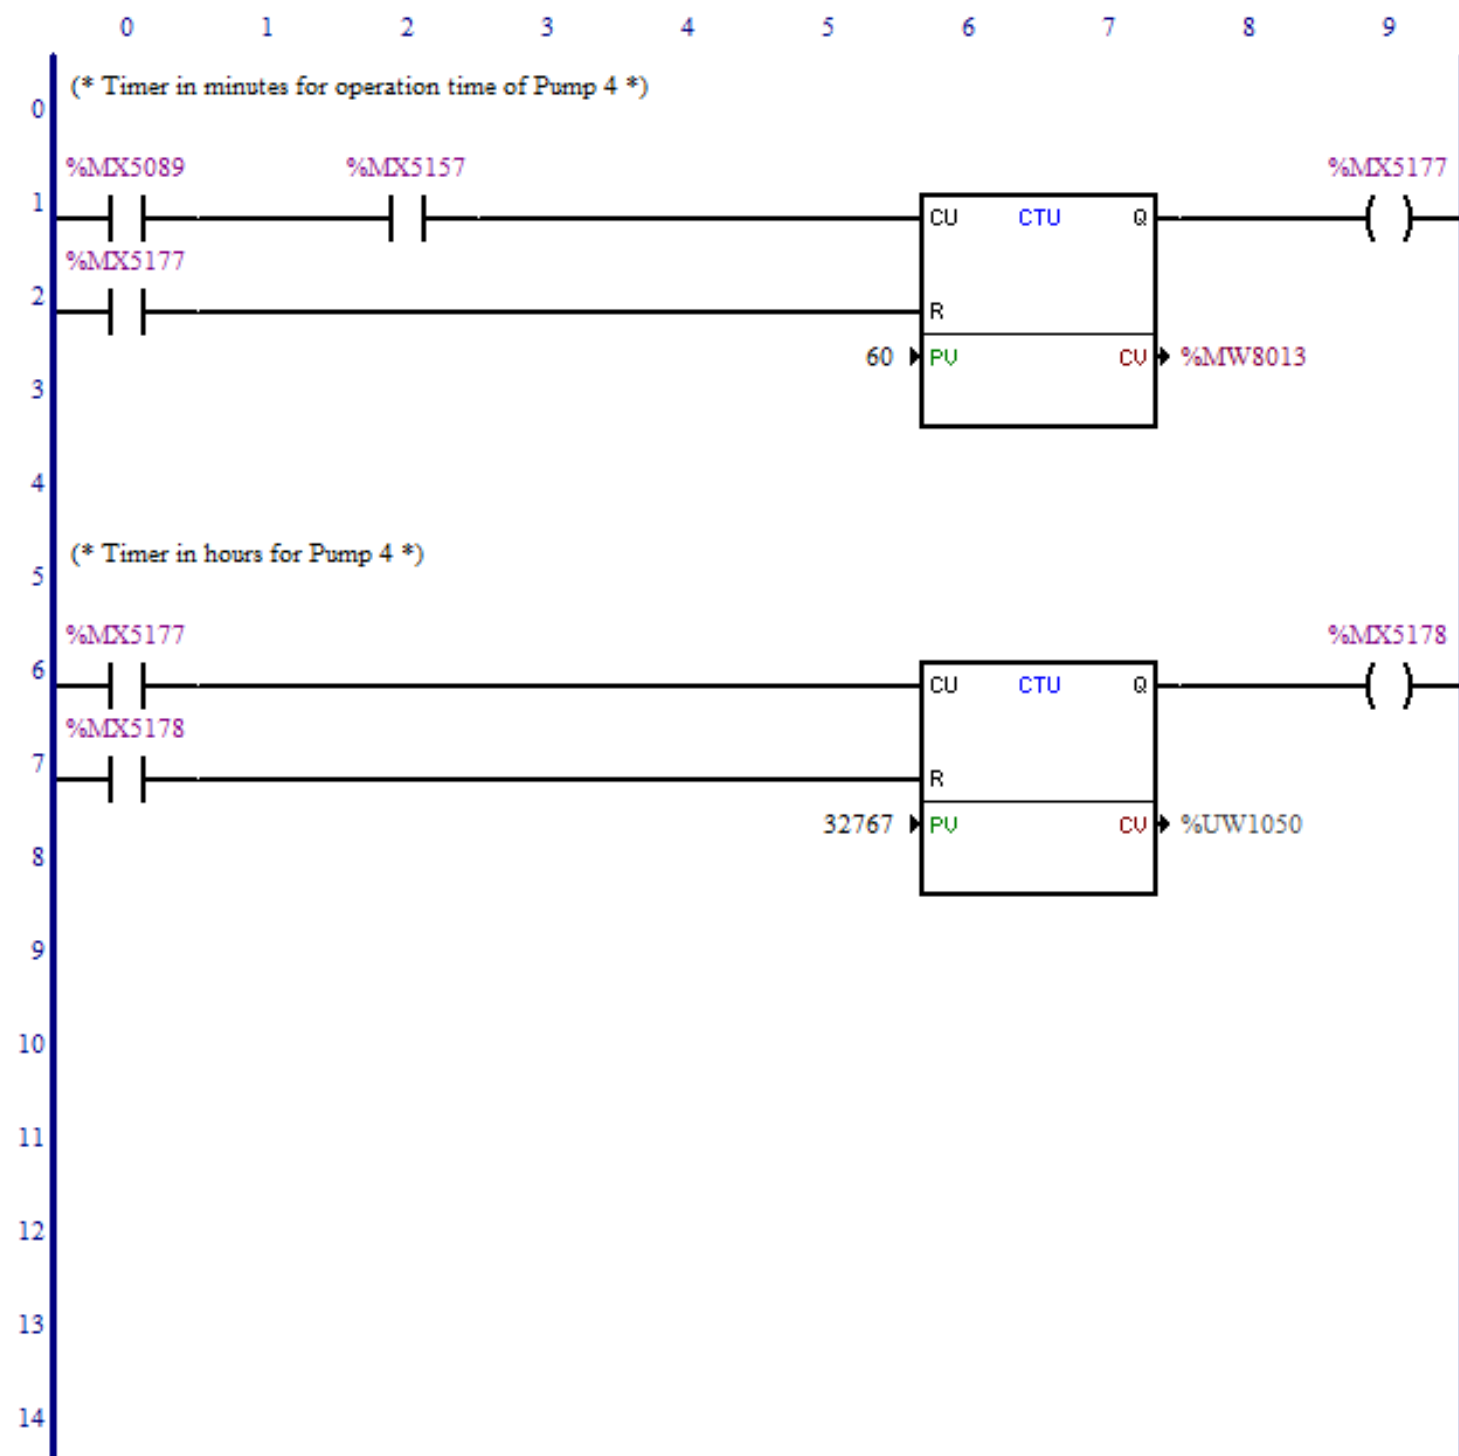 0 1 2 3 4 5 6 7 8 9
(* Timer in minutes for operation time of Pump 4 *)
0
%MX5089 %MX5157 %MX5177
1
CU CTU Q
%MX5177
2
R
60 PV CV %MW8013
3
4
(* Timer in hours for Pump 4 *)
5
%MX5177 %MX5178
6
CU CTU Q
%MX5178
7
R
32767 PV CV %UW1050
8
9
10
11
12
13
14